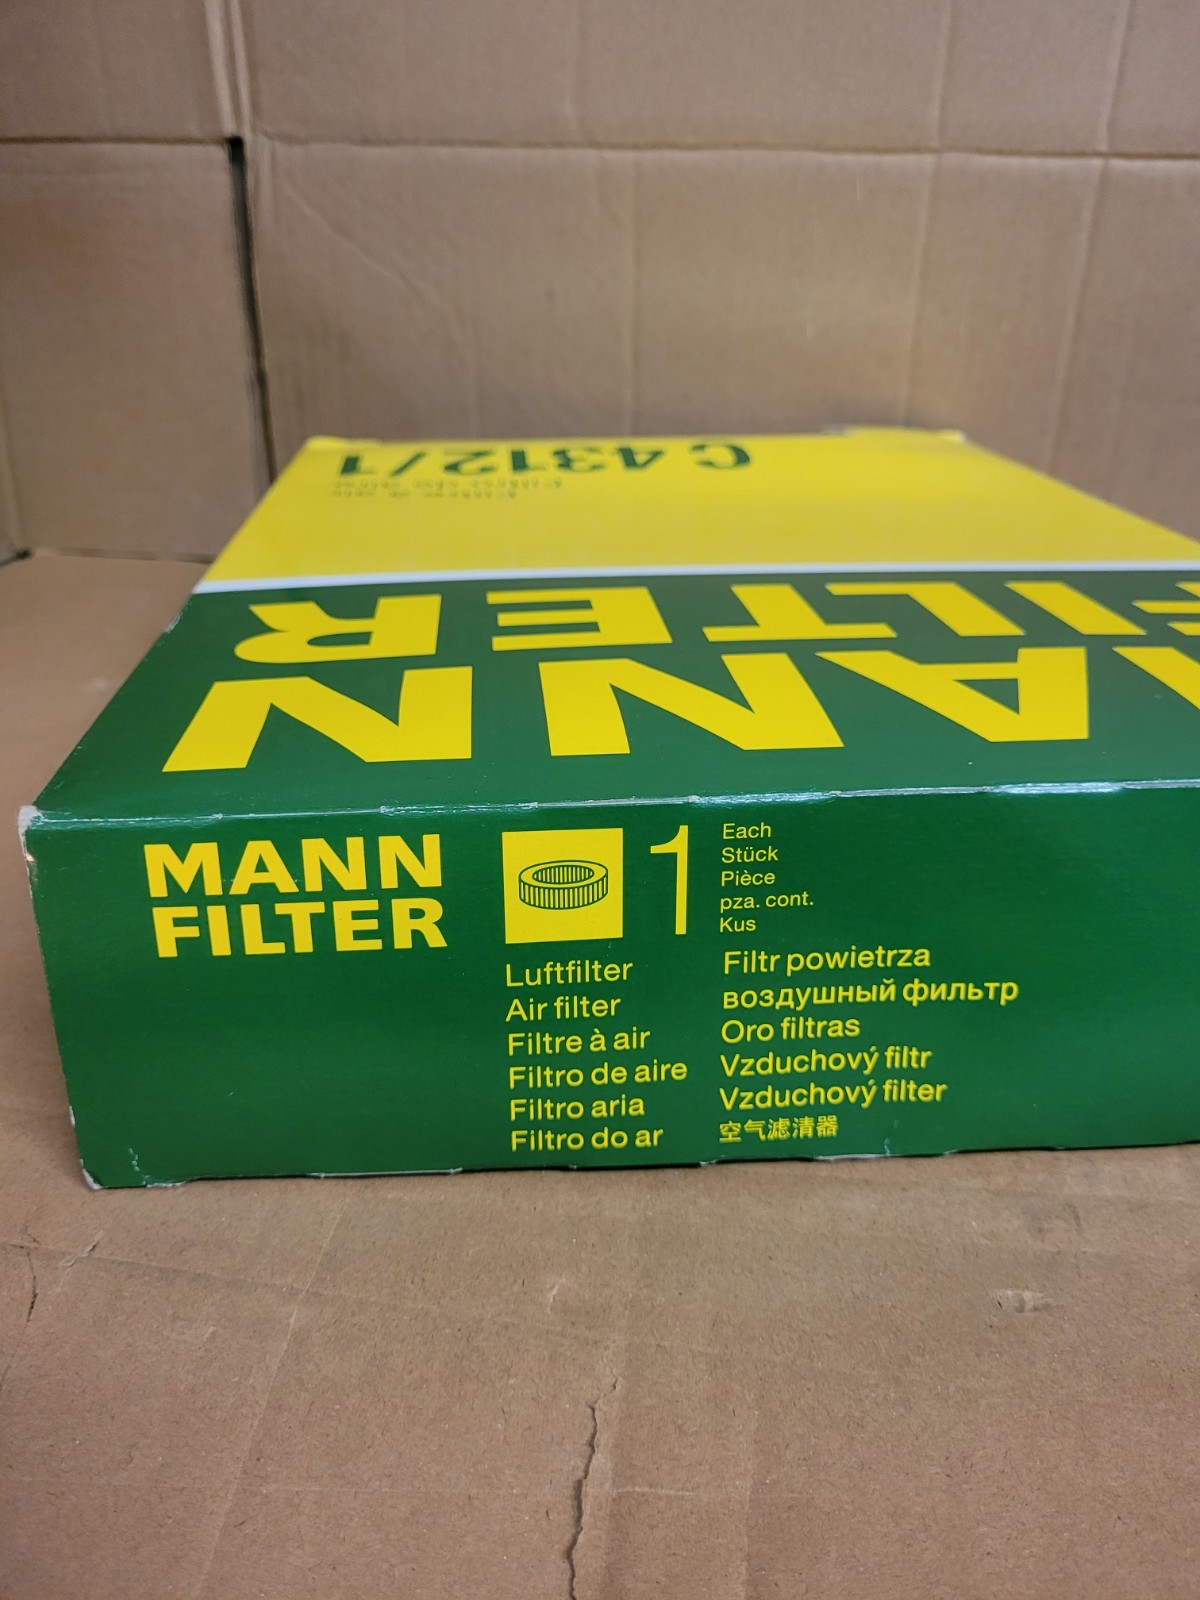 C 4312/1
MANN
FILTER
MANN
FILTER
1
Each
Stück
Pièce
pza. cont.
Kus
Luftfilter
Air filter
Filtre à air
Filtro de aire
Filtro aria
Filtro do ar
Filtr powietrza
воздушный фильтр
Oro filtras
Vzduchový filtr
Vzduchový filter
空气滤清器